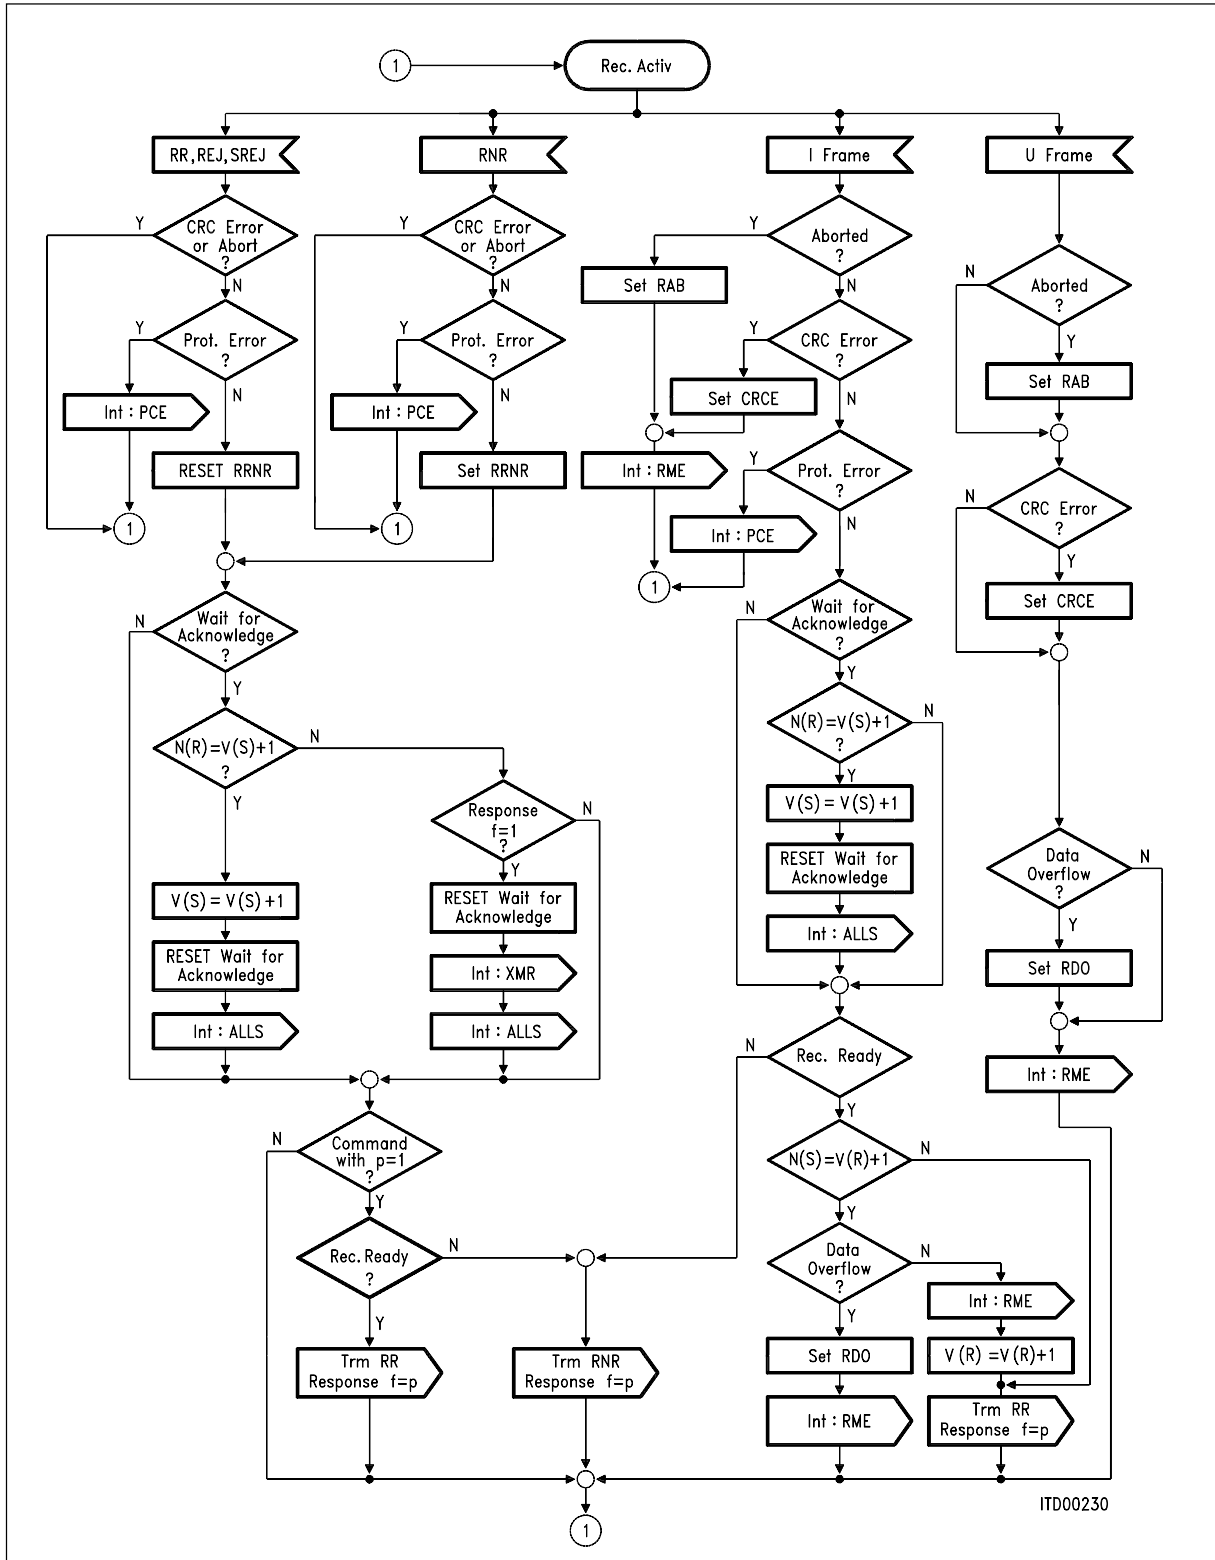 1
Rec. Activ
RR, REJ, SREJ
RNR
I Frame
U Frame
Y
CRC Error
or Abort
?
N
Y
CRC Error
or Abort
?
N
Y
Aborted
?
N
Set RAB
N
Aborted
?
Y
Set RAB
Y
Prot. Error
?
N
Int : PCE
RESET RRNR
1
Y
Prot. Error
?
N
Int : PCE
Set RRNR
1
Y
CRC Error
?
N
Set CRCE
Int : RME
Y
Prot. Error
?
N
Int : PCE
1
N
CRC Error
?
Y
Set CRCE
N
Wait for
Acknowledge
?
Y
N(R)=V(S)+1
?
N
Y
Response
f=1
?
N
Y
V(S) = V(S) +1
RESET Wait for
Acknowledge
Int : ALLS
RESET Wait for
Acknowledge
Int : XMR
Int : ALLS
N
Wait for
Acknowledge
?
Y
N(R)=V(S)+1
?
N
Y
V(S) = V(S) +1
RESET Wait for
Acknowledge
Int : ALLS
Data
Overflow
?
N
Y
Set RDO
Int : RME
N
Rec. Ready
Y
N(S)=V(R)+1
N
Y
Data
Overflow
?
N
Y
Int : RME
V(R) =V(R)+1
Set RDO
Int : RME
Trm RR
Response f=p
N
Command
with p=1
?
Y
Rec. Ready
?
N
Y
Trm RR
Response f=p
Trm RNR
Response f=p
1
ITD00230